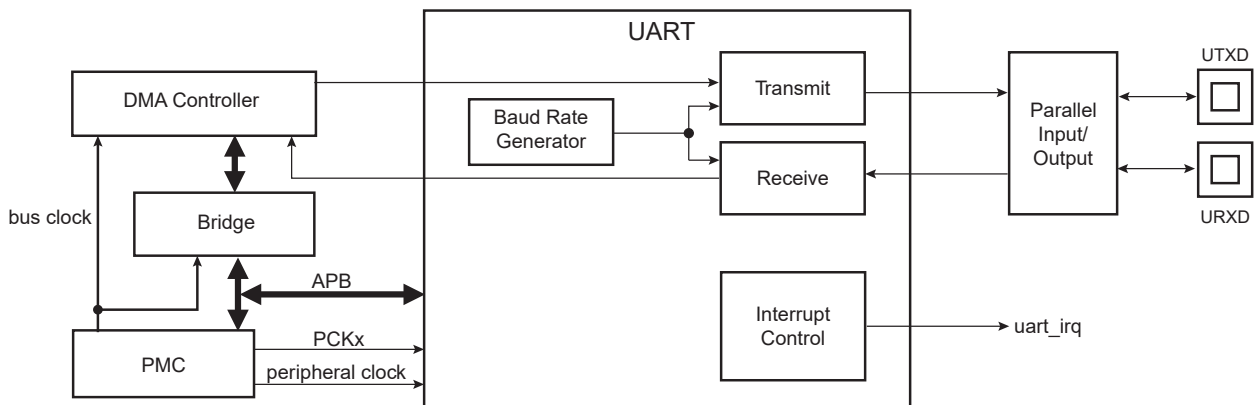 UART
DMA Controller
Baud Rate
Generator
Transmit
Receive
Parallel
Input/
Output
UTXD
URXD
bus clock
Bridge
APB
PMC
PCKx
peripheral clock
Interrupt
Control
uart_irq